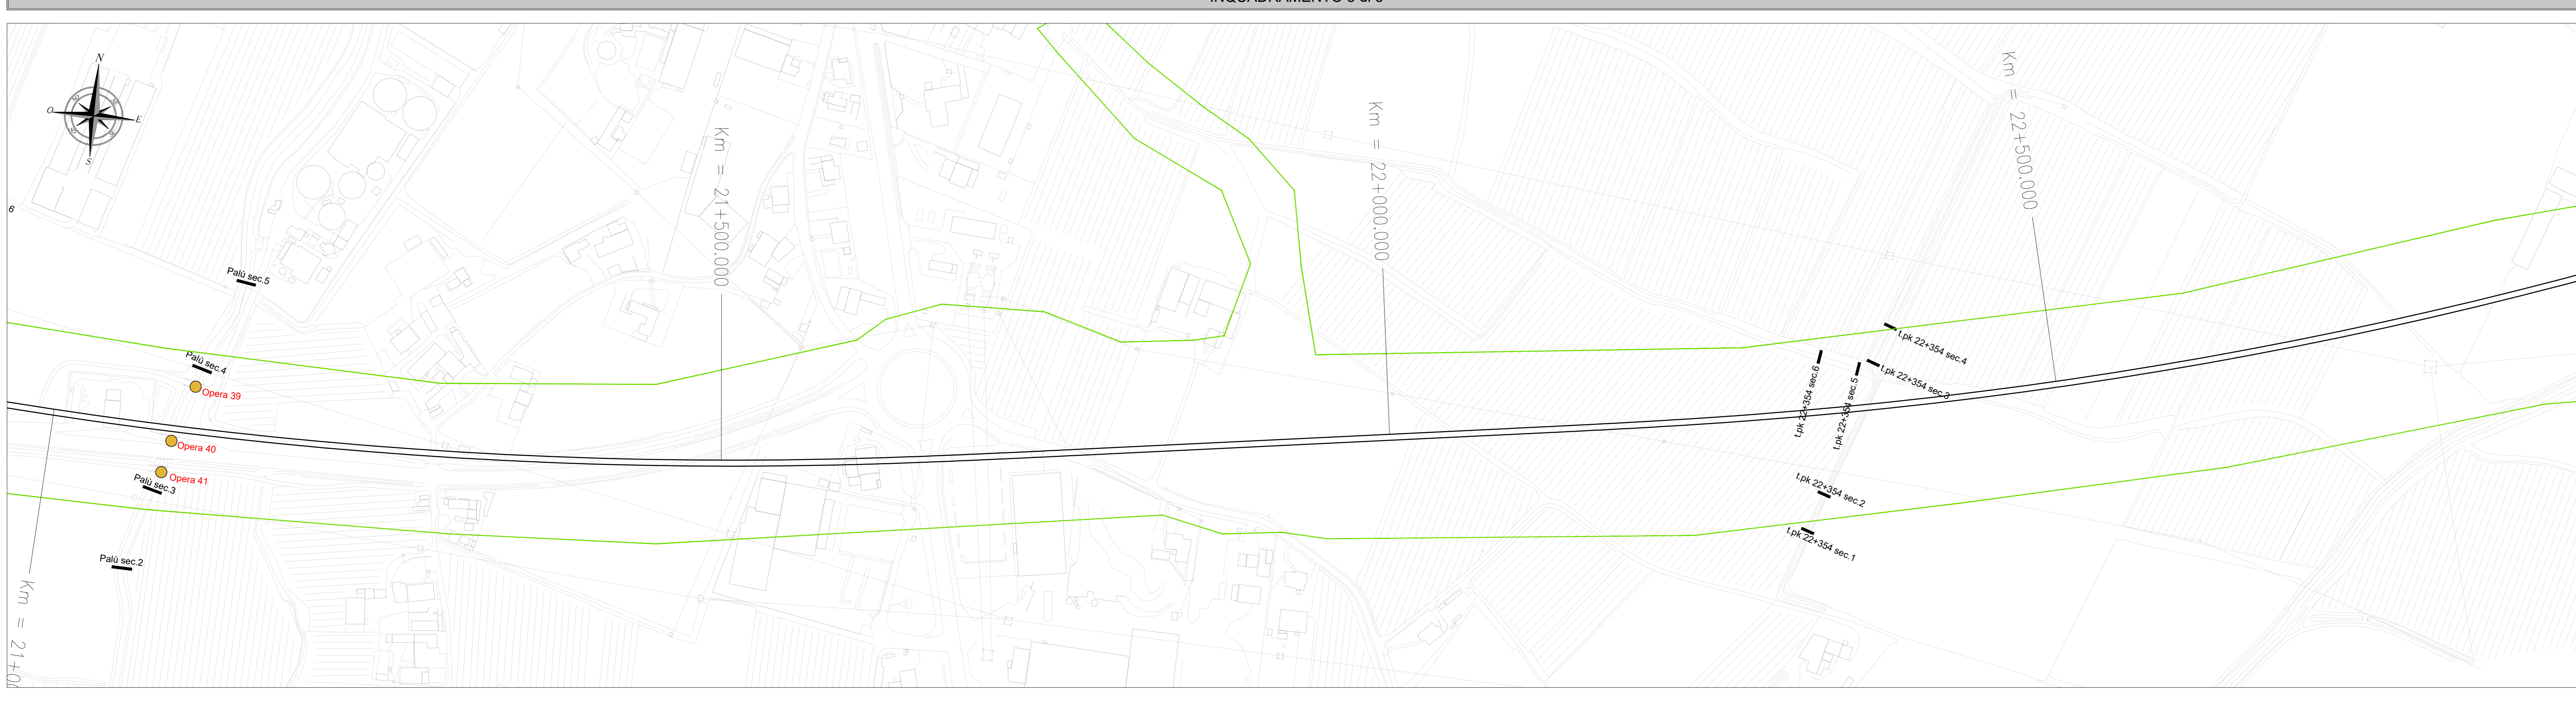 N
O
E
S
6
Km = 21+500.000
Km = 22+000.000
Km = 22+500.000
Palù sec.5
Palù sec.4
Opera 39
Opera 40
Opera 41
Palù sec.3
Palù sec.2
t.pk 22+354 sec.4
t.pk 22+354 sec.3
t.pk 22+354 sec.6
t.pk 22+354 sec.5
t.pk 22+354 sec.2
t.pk 22+354 sec.1